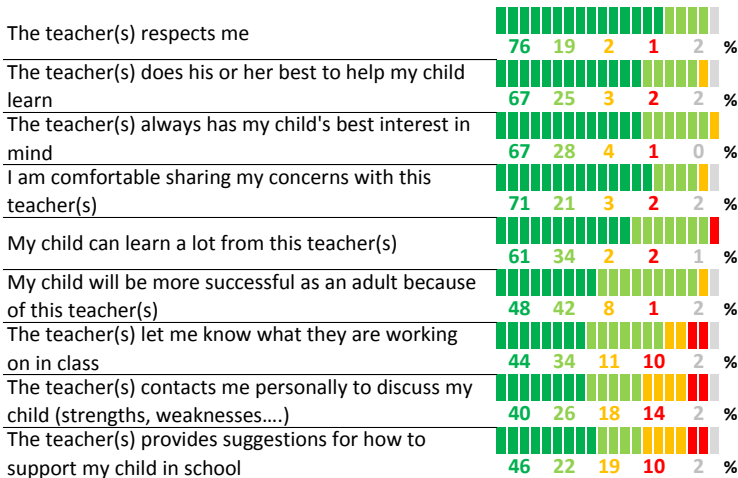 The teacher(s) respects me
76 19 2 1 2 %
The teacher(s) does his or her best to help my child
learn
67 25 3 2 2 %
The teacher(s) always has my child's best interest in
mind
67 28 4 1 0 %
I am comfortable sharing my concerns with this
teacher(s)
71 21 3 2 2 %
My child can learn a lot from this teacher(s)
61 34 2 2 1 %
My child will be more successful as an adult because
of this teacher(s)
48 42 8 1 2 %
The teacher(s) let me know what they are working
on in class
44 34 11 10 2 %
The teacher(s) contacts me personally to discuss my
child (strengths, weaknesses….)
40 26 18 14 2 %
The teacher(s) provides suggestions for how to
support my child in school
46 22 19 10 2 %